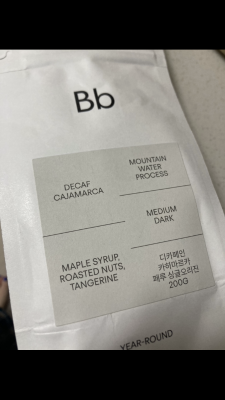 Bb
DECAF
CAJAMARCA
MOUNTAIN
WATER
PROCESS
MEDIUM
DARK
MAPLE SYRUP,
ROASTED NUTS,
TANGERINE
디카페인
카하마르카
페루 싱글오리진
200G
YEAR-ROUND